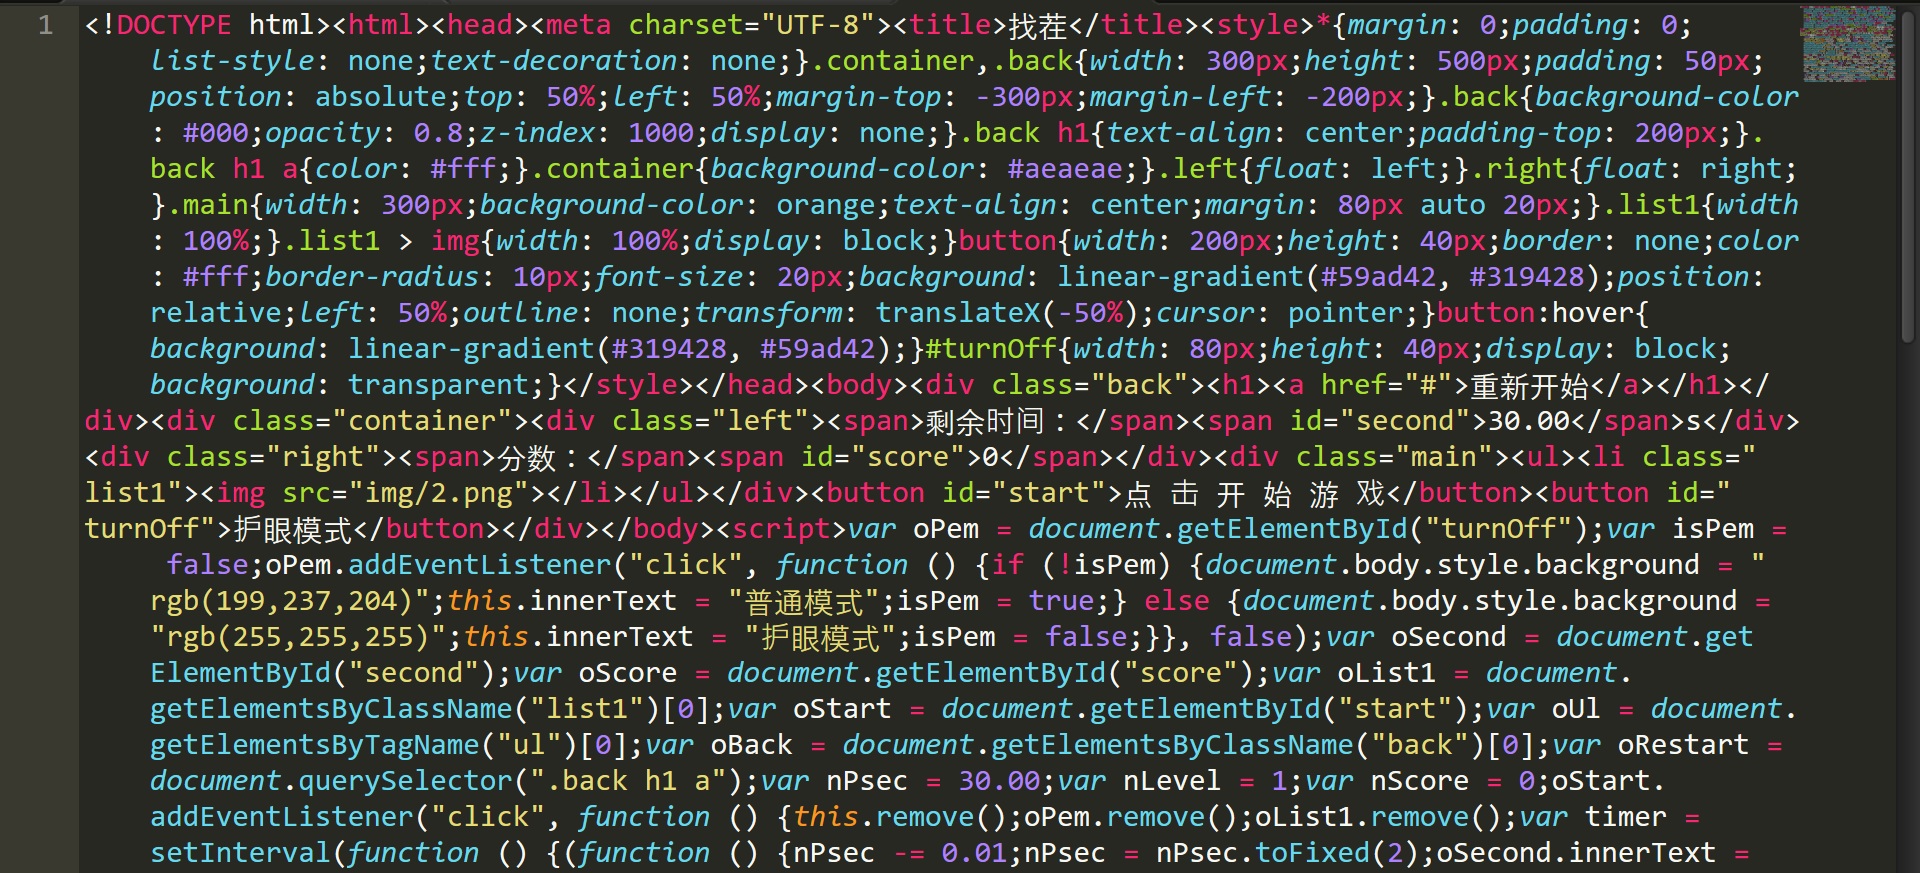 1 <!DOCTYPE html><html><head><meta charset="UTF-8"><title>找茬</title><style>*{margin: 0;padding: 0;
list-style: none;text-decoration: none;}.container,.back{width: 300px;height: 500px;padding: 50px;
position: absolute;top: 50%;left: 50%;margin-top: -300px;margin-left: -200px;}.back{background-color
: #000;opacity: 0.8;z-index: 1000;display: none;}.back h1{text-align: center;padding-top: 200px;}.
back h1 a{color: #fff;}.container{background-color: #aeaeae;}.left{float: left;}.right{float: right;
}.main{width: 300px;background-color: orange;text-align: center;margin: 80px auto 20px;}.list1{width
: 100%;}.list1 > img{width: 100%;display: block;}button{width: 200px;height: 40px;border: none;color
: #fff;border-radius: 10px;font-size: 20px;background: linear-gradient(#59ad42, #319428);position:
relative;left: 50%;outline: none;transform: translateX(-50%);cursor: pointer;}button:hover{
background: linear-gradient(#319428, #59ad42);}#turnOff{width: 80px;height: 40px;display: block;
background: transparent;}</style></head><body><div class="back"><h1><a href="#">重新开始</a></h1></
div><div class="container"><div class="left"><span>剩余时间：</span><span id="second">30.00</span>s</div>
<div class="right"><span>分数：</span><span id="score">0</span></div><div class="main"><ul><li class="
list1"><img src="img/2.png"></li></ul></div><button id="start">点 击 开 始 游 戏</button><button id="
turnOff">护眼模式</button></div></body><script>var oPem = document.getElementById("turnOff");var isPem =
false;oPem.addEventListener("click", function () {if (!isPem) {document.body.style.background = "
rgb(199,237,204)";this.innerText = "普通模式";isPem = true;} else {document.body.style.background =
"rgb(255,255,255)";this.innerText = "护眼模式";isPem = false;}}, false);var oSecond = document.get
ElementById("second");var oScore = document.getElementById("score");var oList1 = document.
getElementsByClassName("list1")[0];var oStart = document.getElementById("start");var oUl = document.
getElementsByTagName("ul")[0];var oBack = document.getElementsByClassName("back")[0];var oRestart =
document.querySelector(".back h1 a");var nPsec = 30.00;var nLevel = 1;var nScore = 0;oStart.
addEventListener("click", function () {this.remove();oPem.remove();oList1.remove();var timer =
setInterval(function () {(function () {nPsec -= 0.01;nPsec = nPsec.toFixed(2);oSecond.innerText =